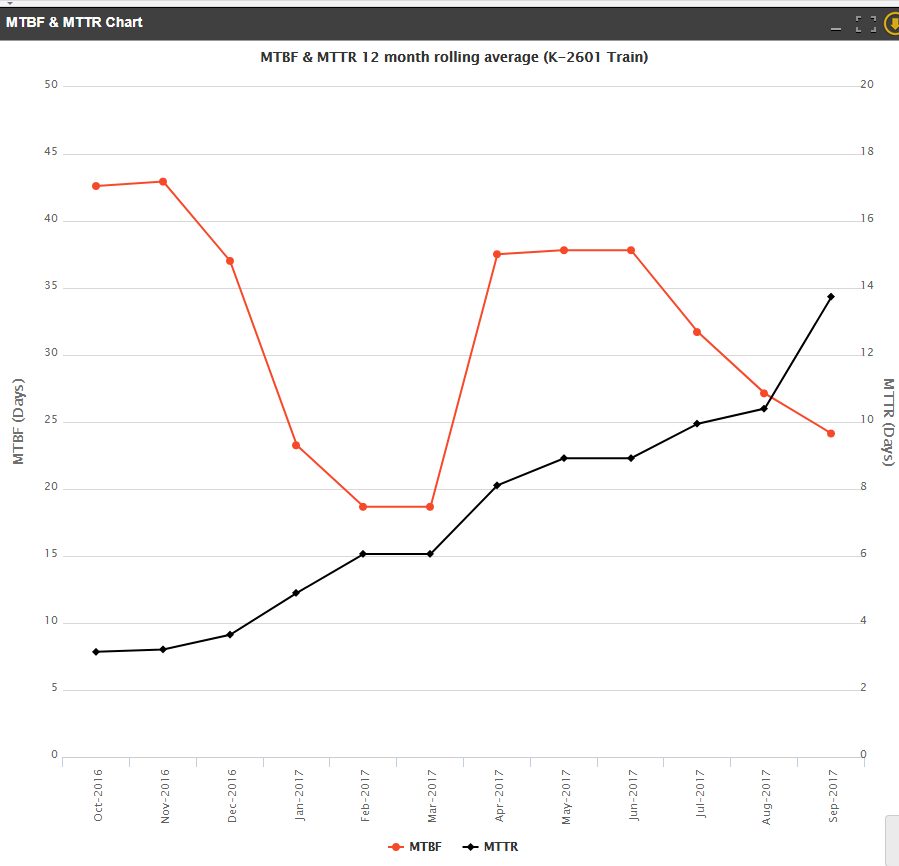 MTBF & MTTR Chart
MTBF & MTTR 12 month rolling average (K-2601 Train)
50
45
40
35
30
25
20
15
10
5
0
MTBF (Days)
20
18
16
14
12
10
8
6
4
2
0
MTTR (Days)
Oct-2016
Nov-2016
Dec-2016
Jan-2017
Feb-2017
Mar-2017
Apr-2017
May-2017
Jun-2017
Jul-2017
Aug-2017
Sep-2017
MTBF
MTTR